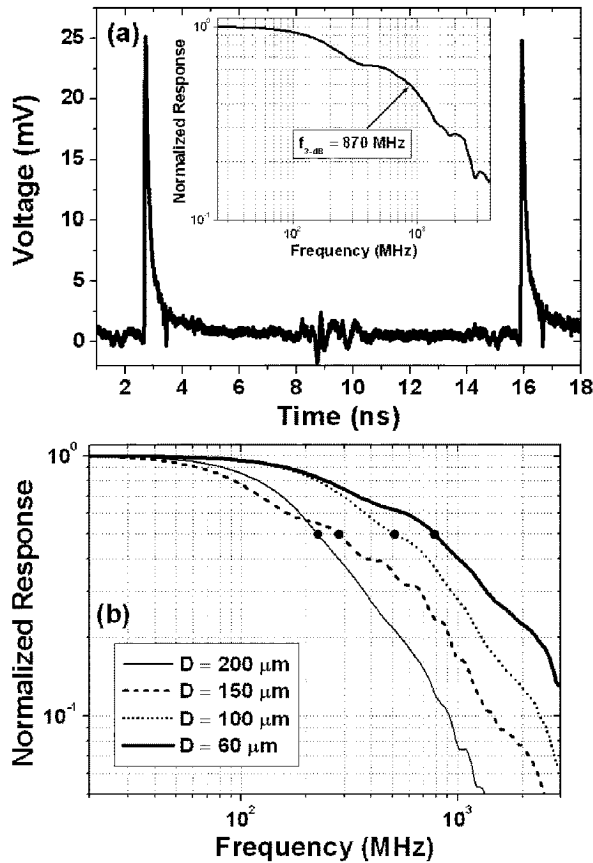 (a)
Voltage (mV)
25
20
15
10
5
0
2 4 6 8 10 12 14 16 18
Time (ns)
Normalized Response
10⁰
10⁻¹
f₃₋dB = 870 MHz
10² 10³
Frequency (MHz)
(b)
Normalized Response
10⁰
10⁻¹
D = 200 μm
D = 150 μm
D = 100 μm
D = 60 μm
10² 10³
Frequency (MHz)